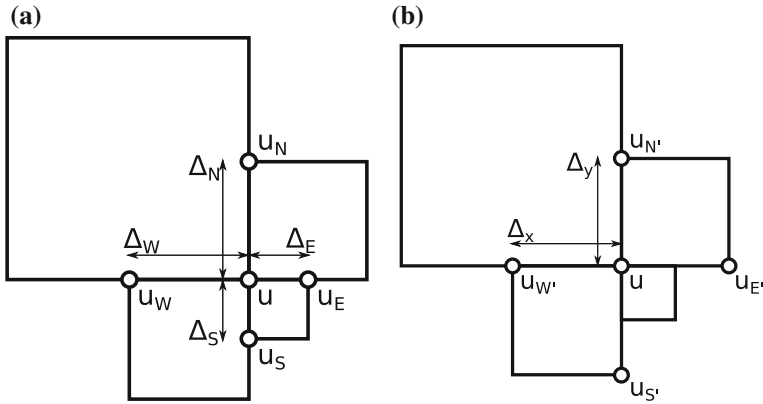 (a)
u_N
Δ_N
Δ_W
Δ_E
u_W
u
u_E
Δ_S
u_S
(b)
u_N'
Δ_y
Δ_x
u_W'
u
u_E'
u_S'